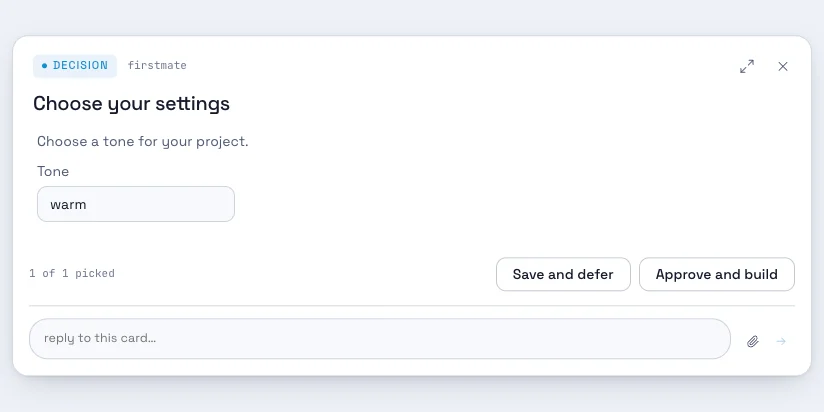 DECISION firstmate
Choose your settings
Choose a tone for your project.
Tone
warm
1 of 1 picked Save and defer Approve and build
reply to this card...